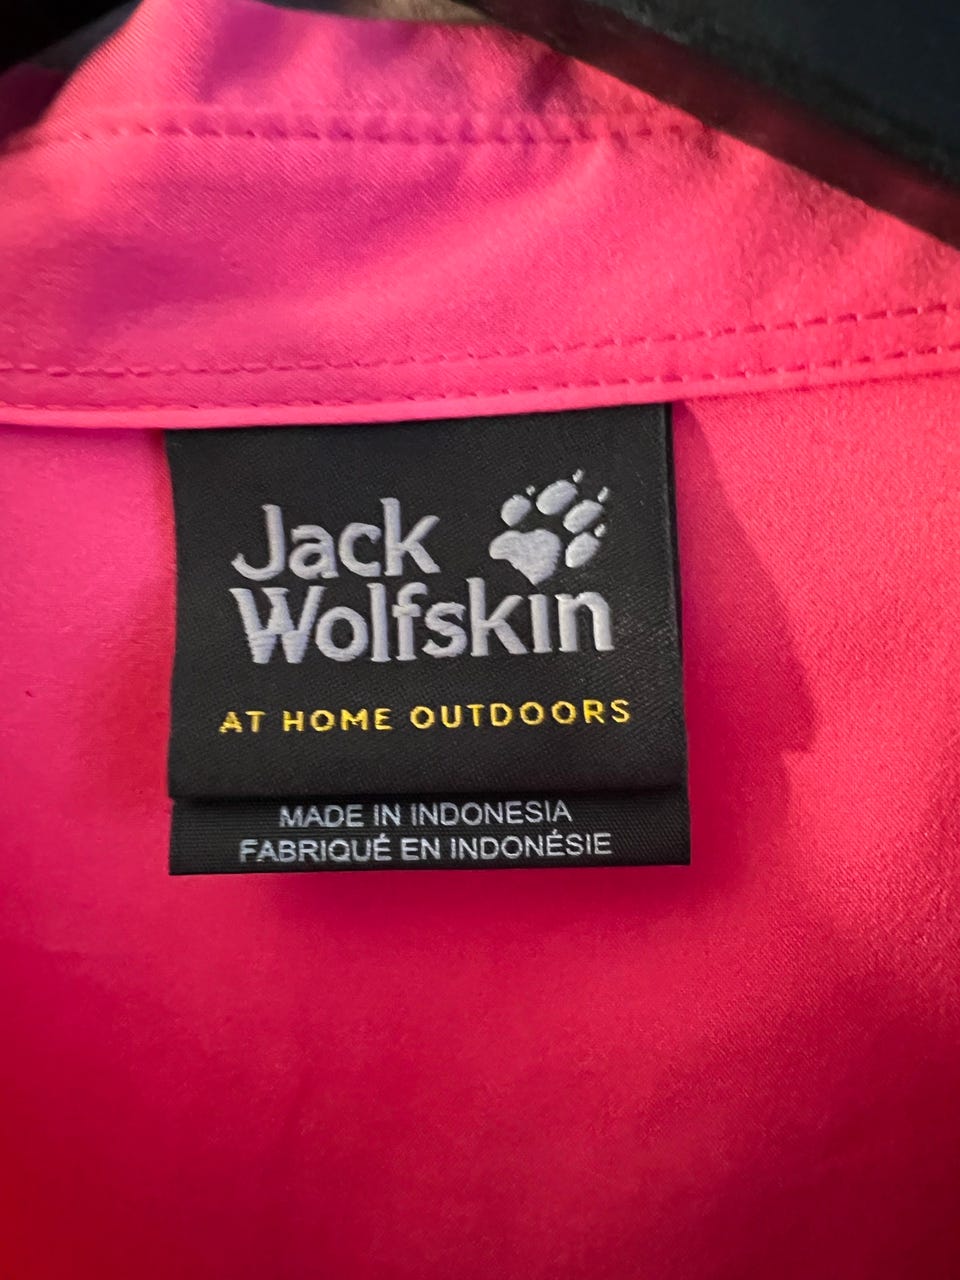 Jack
Wolfskin
AT HOME OUTDOORS
MADE IN INDONESIA
FABRIQUÉ EN INDONÉSIE